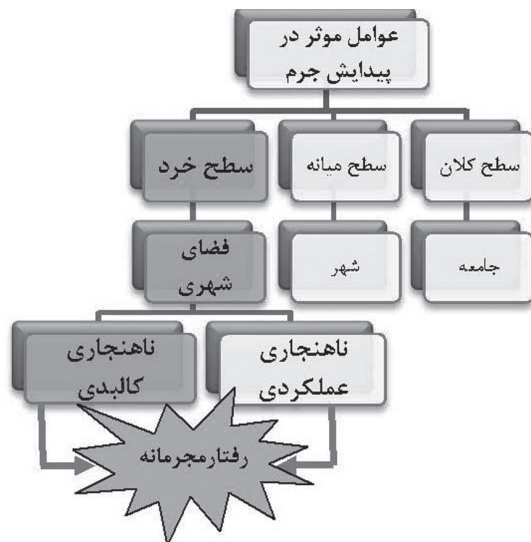 عوامل موثر در
پیدایش جرم
سطح کلان
سطح میانه
سطح خرد
جامعه
شهر
فضای
شهری
ناهنجاری
عملکردی
ناهنجاری
کالبدی
رفتارمجرمانه